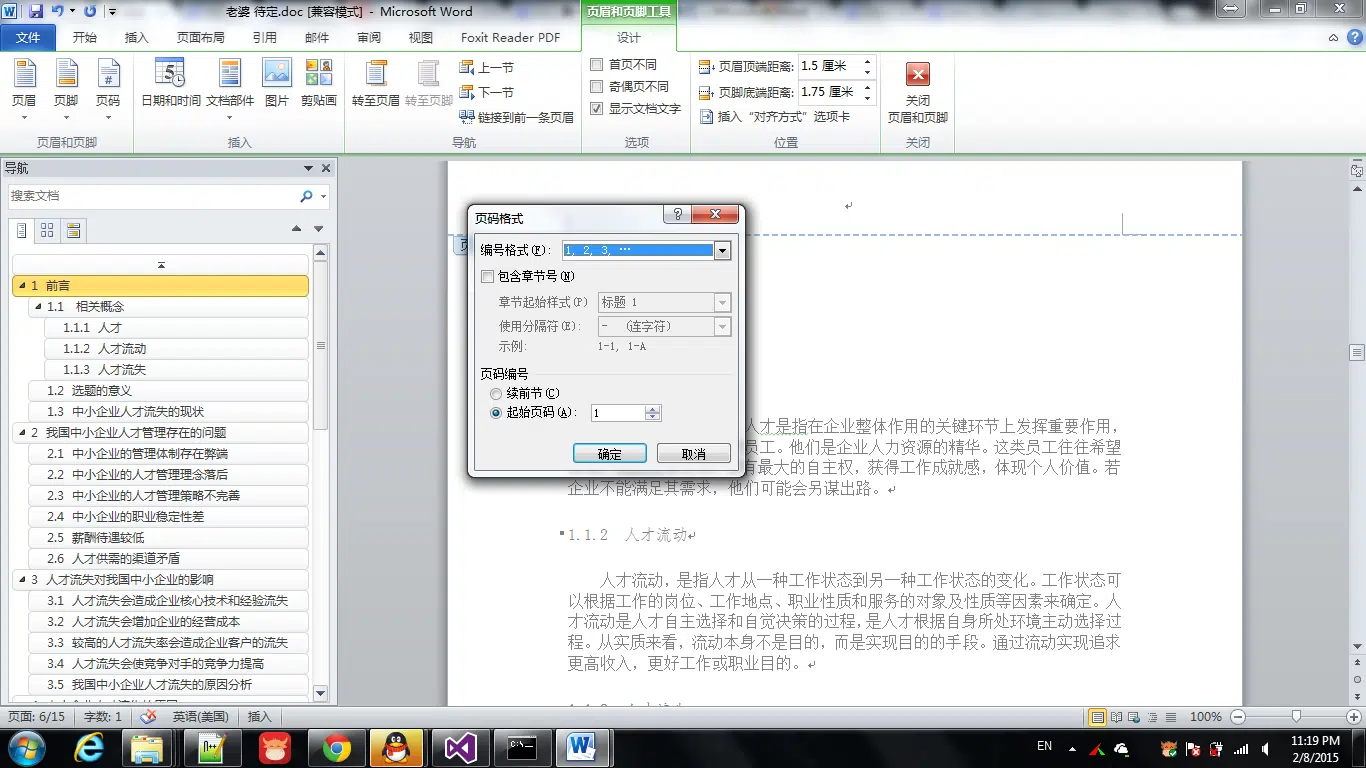 老婆 待定.doc [兼容模式] - Microsoft Word
页眉和页脚工具
文件 开始 插入 页面布局 引用 邮件 审阅 视图 Foxit Reader PDF 设计
页眉 页脚 页码
页眉和页脚
日期和时间 文档部件 图片 剪贴画
插入
转至页眉 转至页脚
上一节
下一节
链接到前一条页眉
导航
首页不同
奇偶页不同
显示文档文字
选项
页眉顶端距离: 1.5 厘米
页脚底端距离: 1.75 厘米
插入“对齐方式”选项卡
位置
关闭
页眉和页脚
关闭
导航
搜索文档
1 前言
1.1 相关概念
1.1.1 人才
1.1.2 人才流动
1.1.3 人才流失
1.2 选题的意义
1.3 中小企业人才流失的现状
2 我国中小企业人才管理存在的问题
2.1 中小企业的管理体制存在弊端
2.2 中小企业的人才管理理念落后
2.3 中小企业的人才管理策略不完善
2.4 中小企业的职业稳定性差
2.5 薪酬待遇较低
2.6 人才供需的渠道矛盾
3 人才流失对我国中小企业的影响
3.1 人才流失会造成企业核心技术和经验流失
3.2 人才流失会增加企业的经营成本
3.3 较高的人才流失率会造成企业客户的流失
3.4 人才流失会使竞争对手的竞争力提高
3.5 我国中小企业人才流失的原因分析
页码格式
编号格式(F): 1, 2, 3, …
包含章节号(N)
章节起始样式(P) 标题 1
使用分隔符(E): - (连字符)
示例: 1-1, 1-A
页码编号
续前节(C)
起始页码(A): 1
确定 取消
人才是指在企业整体作用的关键环节上发挥重要作用，
员工。他们是企业人力资源的精华。这类员工往往希望
有最大的自主权，获得工作成就感，体现个人价值。若
企业不能满足其需求，他们可能会另谋出路。
1.1.2 人才流动
人才流动，是指人才从一种工作状态到另一种工作状态的变化。工作状态可
以根据工作的岗位、工作地点、职业性质和服务的对象及性质等因素来确定。人
才流动是人才自主选择和自觉决策的过程，是人才根据自身所处环境主动选择过
程。从实质来看，流动本身不是目的，而是实现目的的手段。通过流动实现追求
更高收入，更好工作或职业目的。
页面: 6/15 字数: 1 英语(美国) 插入 100%
EN
11:19 PM
2/8/2015